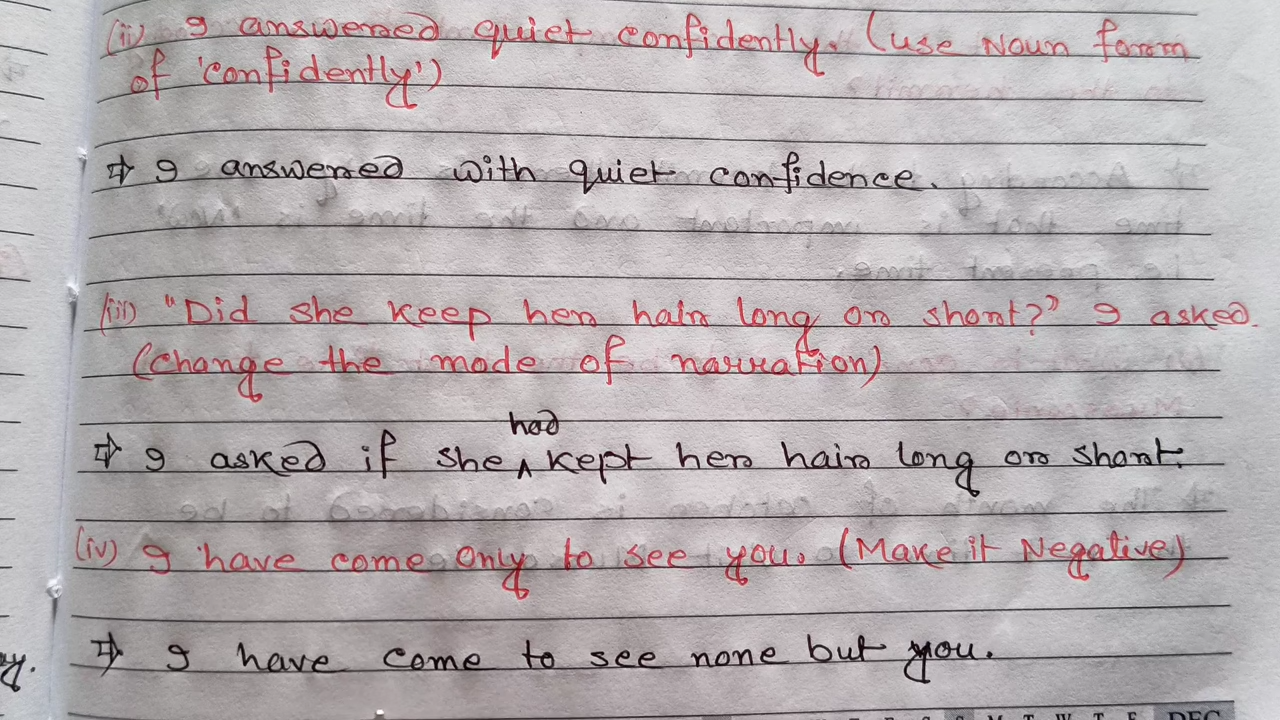 (ii) I answered quiet confidently. (use Noun form
of 'confidently')
⇒ I answered with quiet confidence.
(iii) "Did she keep her hair long or short?" I asked.
(change the mode of narration)
had
⇒ I asked if she ^ kept her hair long or short.
(iv) I have come only to see you. (Make it Negative)
⇒ I have come to see none but you.